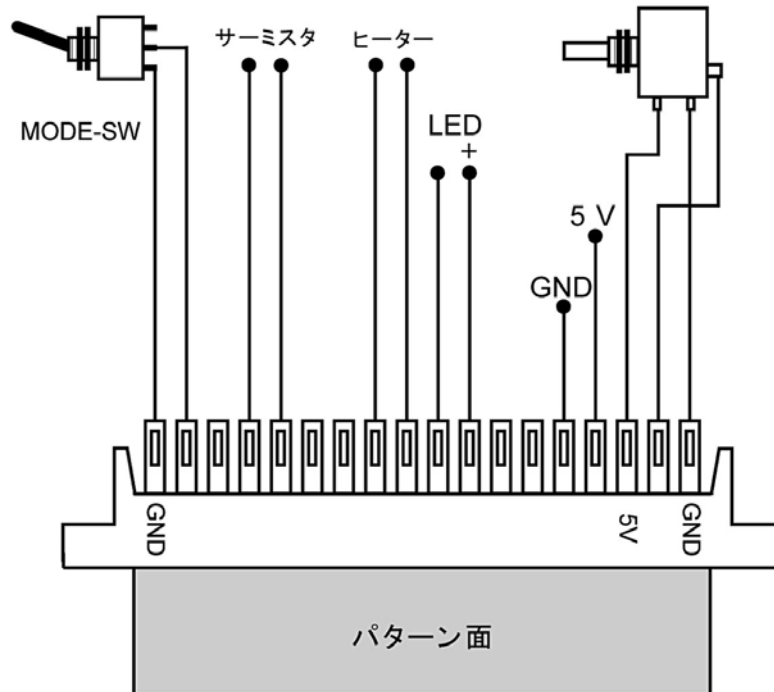 サーミスタ
ヒーター
MODE-SW
LED
+
5 V
GND
GND
5V
GND
パターン面